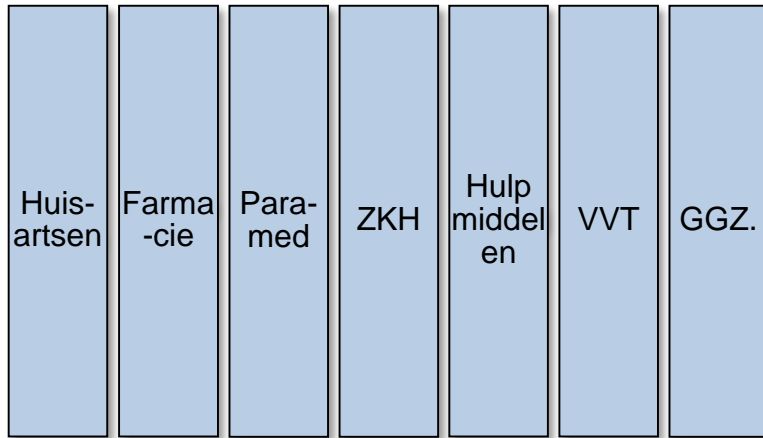 Huis-
artsen
Farma
-cie
Para-
med
ZKH
Hulp
middel
en
VVT
GGZ.